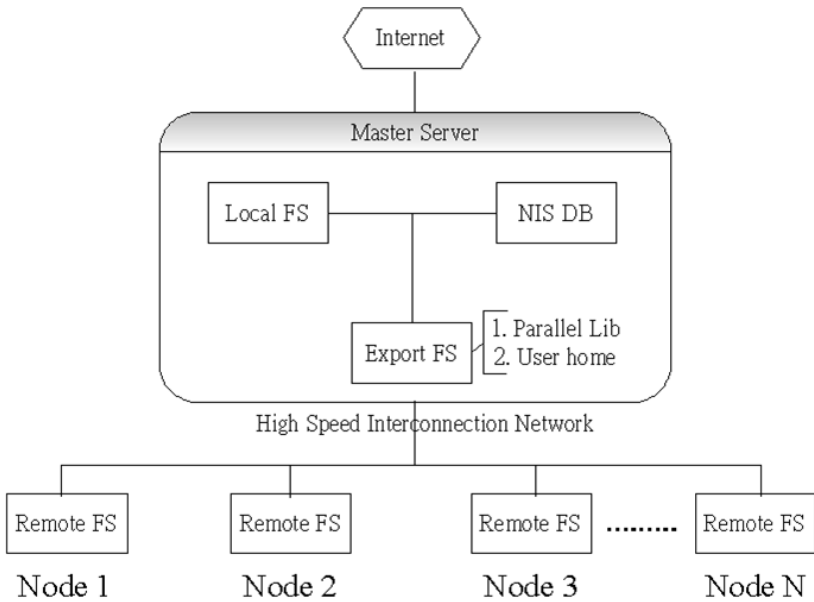 Internet
Master Server
Local FS
NIS DB
Export FS
1. Parallel Lib
2. User home
High Speed Interconnection Network
Remote FS
Remote FS
Remote FS
.........
Remote FS
Node 1
Node 2
Node 3
Node N